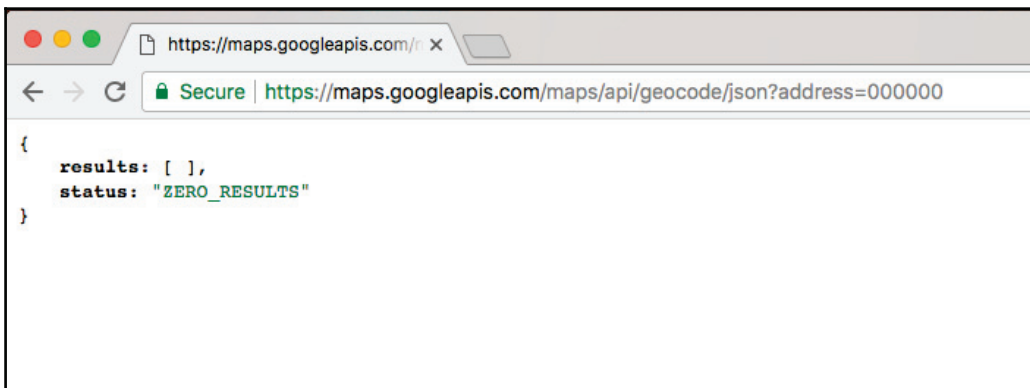 https://maps.googleapis.com/
Secure | https://maps.googleapis.com/maps/api/geocode/json?address=000000
{
results: [ ],
status: "ZERO_RESULTS"
}